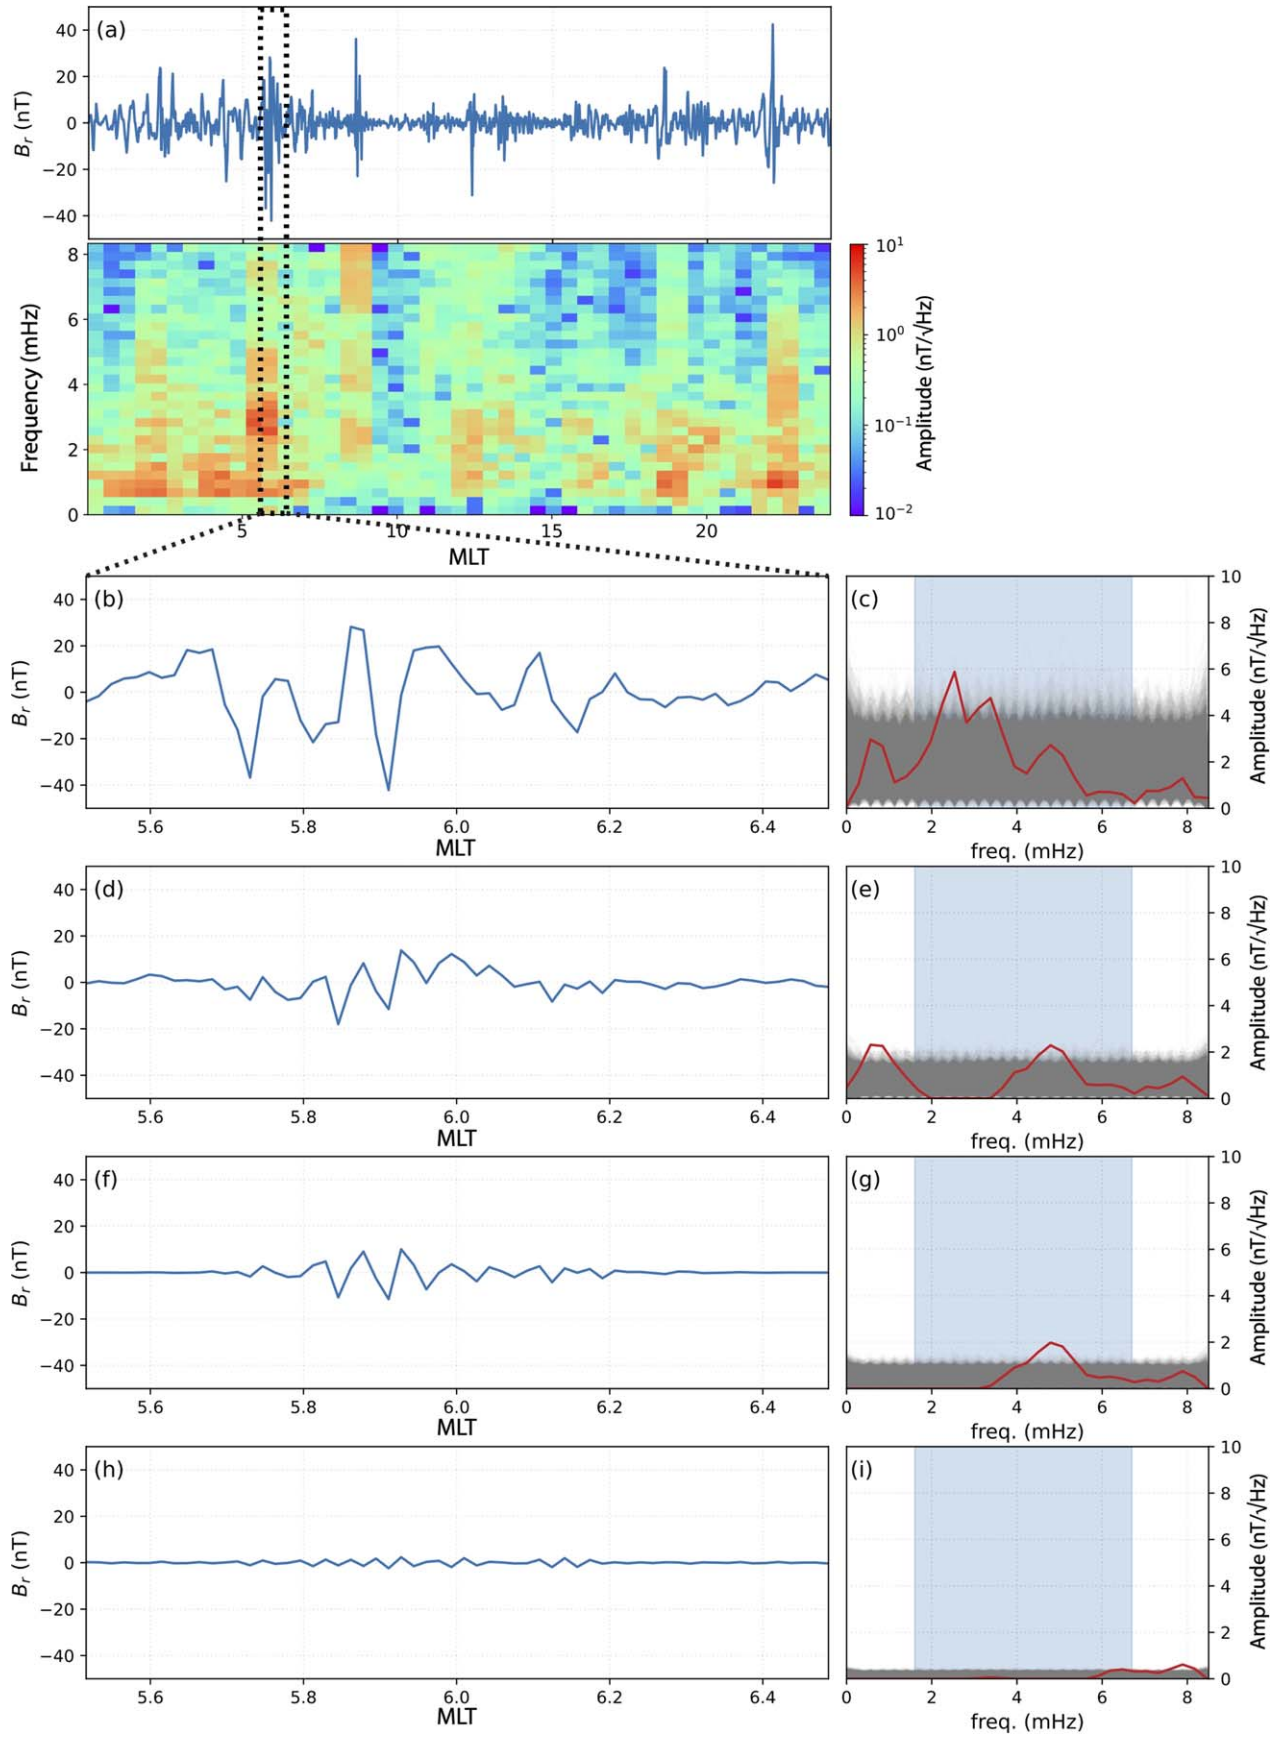 (a)
40
20
0
−20
−40
B_r (nT)
8
6
4
2
0
Frequency (mHz)
5 10 15 20
MLT
10^1
10^0
10^−1
10^−2
Amplitude (nT/√Hz)
(b)
40
20
0
−20
−40
B_r (nT)
5.6 5.8 6.0 6.2 6.4
MLT
(c)
10
8
6
4
2
0
Amplitude (nT/√Hz)
0 2 4 6 8
freq. (mHz)
(d)
40
20
0
−20
−40
B_r (nT)
5.6 5.8 6.0 6.2 6.4
MLT
(e)
10
8
6
4
2
0
Amplitude (nT/√Hz)
0 2 4 6 8
freq. (mHz)
(f)
40
20
0
−20
−40
B_r (nT)
5.6 5.8 6.0 6.2 6.4
MLT
(g)
10
8
6
4
2
0
Amplitude (nT/√Hz)
0 2 4 6 8
freq. (mHz)
(h)
40
20
0
−20
−40
B_r (nT)
5.6 5.8 6.0 6.2 6.4
MLT
(i)
10
8
6
4
2
0
Amplitude (nT/√Hz)
0 2 4 6 8
freq. (mHz)